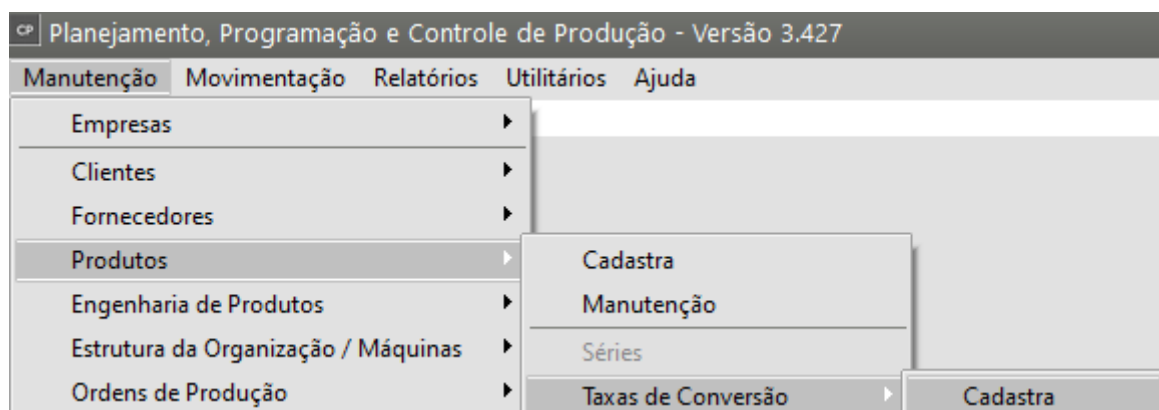 CP Planejamento, Programação e Controle de Produção - Versão 3.427
Manutenção Movimentação Relatórios Utilitários Ajuda
Empresas
Clientes
Fornecedores
Produtos Cadastra
Engenharia de Produtos Manutenção
Estrutura da Organização / Máquinas Séries
Ordens de Produção Taxas de Conversão Cadastra